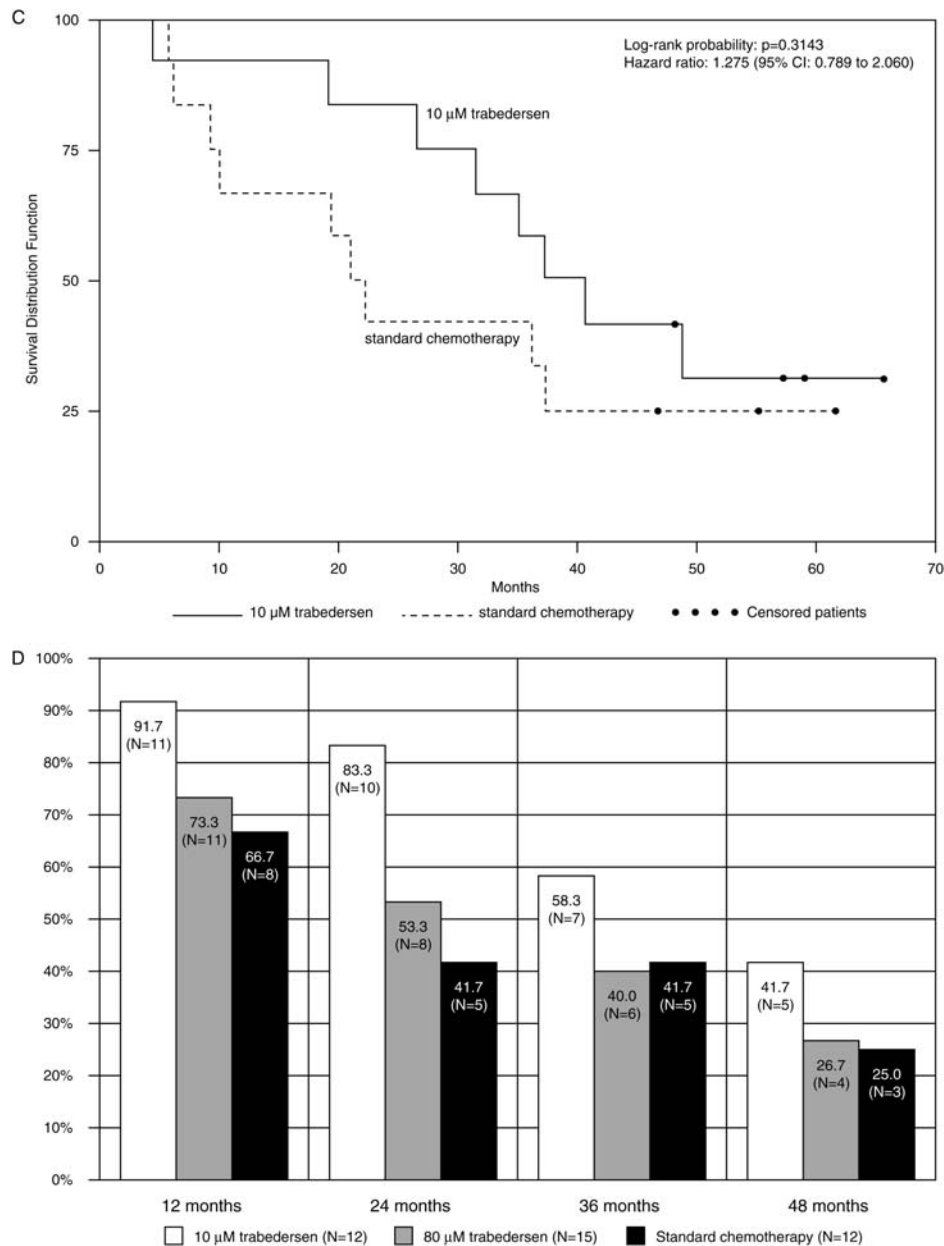 C
Log-rank probability: p=0.3143
Hazard ratio: 1.275 (95% CI: 0.789 to 2.060)
100
75
50
25
0
Survival Distribution Function
10 µM trabedersen
standard chemotherapy
0 10 20 30 40 50 60 70
Months
10 µM trabedersen standard chemotherapy Censored patients
D
100%
90%
80%
70%
60%
50%
40%
30%
20%
10%
0%
91.7
(N=11)
73.3
(N=11)
66.7
(N=8)
83.3
(N=10)
53.3
(N=8)
41.7
(N=5)
58.3
(N=7)
40.0
(N=6)
41.7
(N=5)
41.7
(N=5)
26.7
(N=4)
25.0
(N=3)
12 months 24 months 36 months 48 months
10 µM trabedersen (N=12) 80 µM trabedersen (N=15) Standard chemotherapy (N=12)